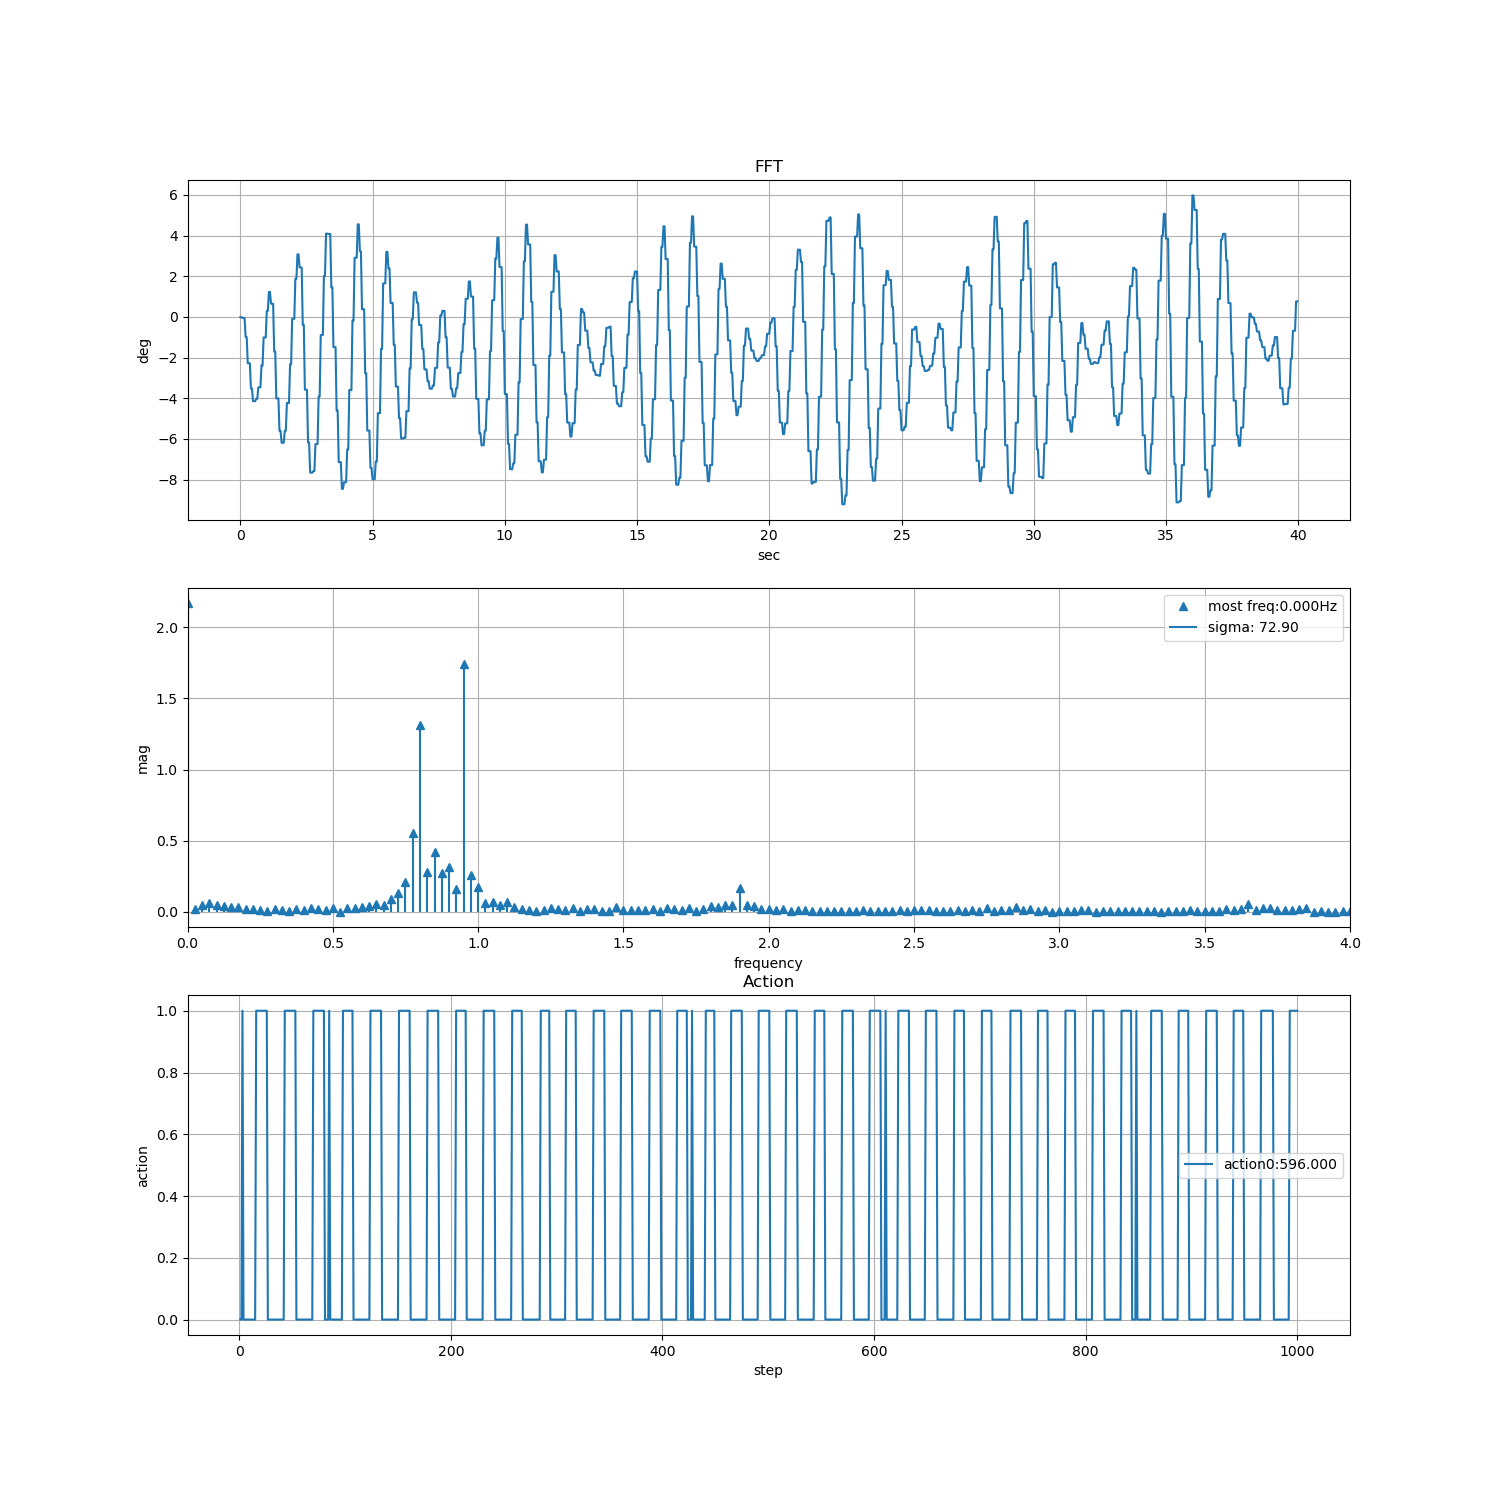 FFT
6
4
2
0
−2
−4
−6
−8
deg
0 5 10 15 20 25 30 35 40
sec
most freq:0.000Hz
sigma: 72.90
2.0
1.5
1.0
0.5
0.0
mag
0.0 0.5 1.0 1.5 2.0 2.5 3.0 3.5 4.0
frequency
Action
1.0
0.8
0.6
0.4
0.2
0.0
action
action0:596.000
0 200 400 600 800 1000
step